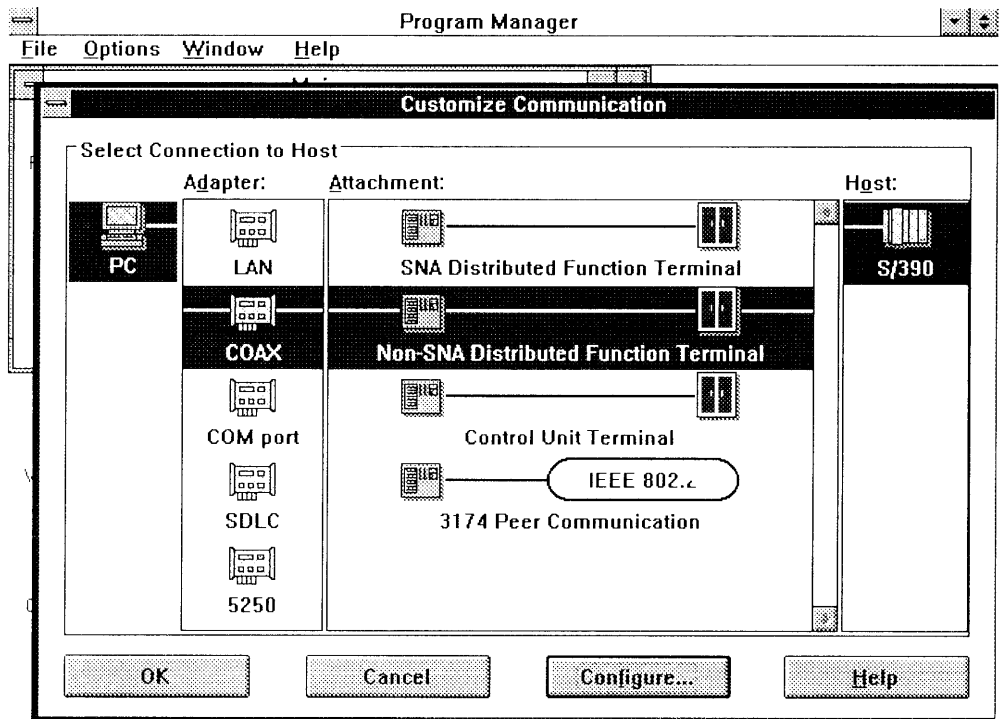 Program Manager
File Options Window Help
Customize Communication
Select Connection to Host
Adapter: Attachment: Host:
PC LAN SNA Distributed Function Terminal S/390
COAX Non-SNA Distributed Function Terminal
COM port Control Unit Terminal
IEEE 802.
SDLC 3174 Peer Communication
5250
OK Cancel Configure... Help